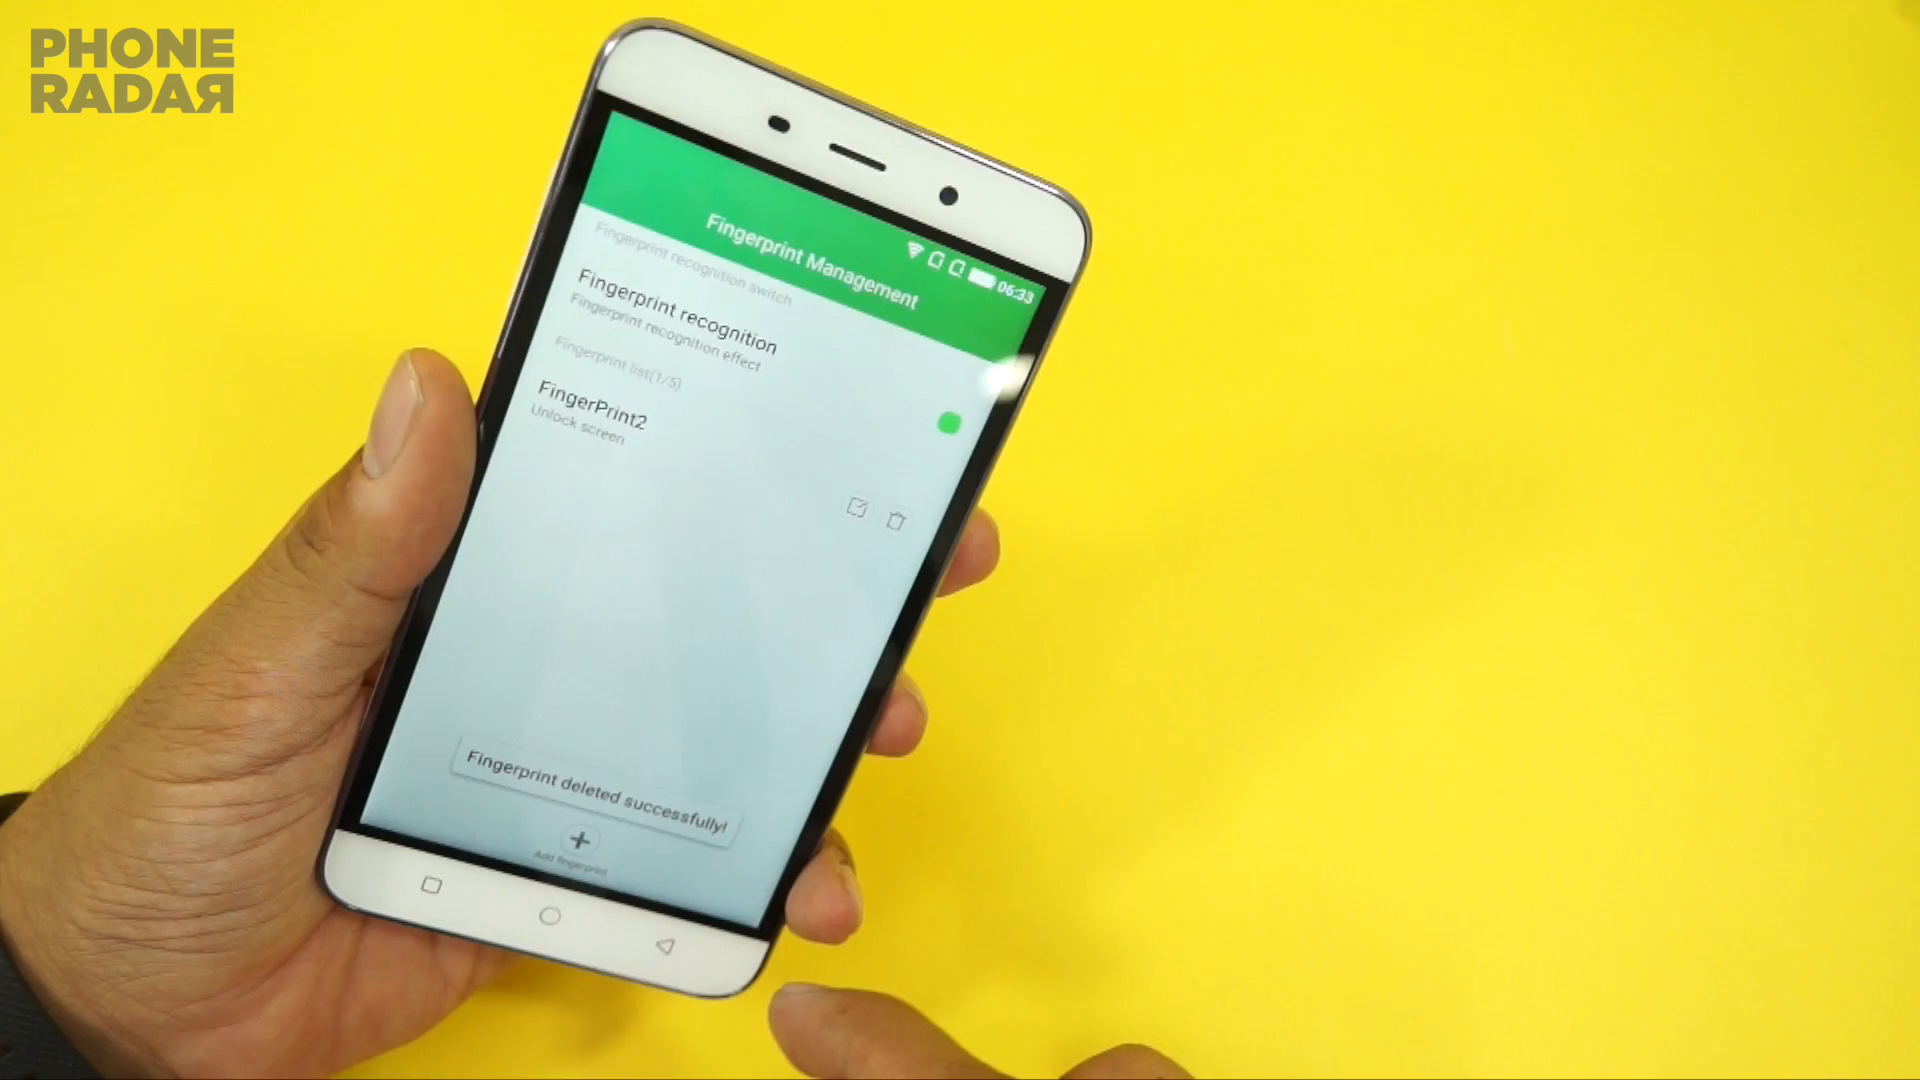 PHONE
RADAЯ
06:33
Fingerprint Management
Fingerprint recognition switch
Fingerprint recognition
Fingerprint recognition effect
Fingerprint list(1/5)
FingerPrint2
Unlock screen
Fingerprint deleted successfully!
Add fingerprint